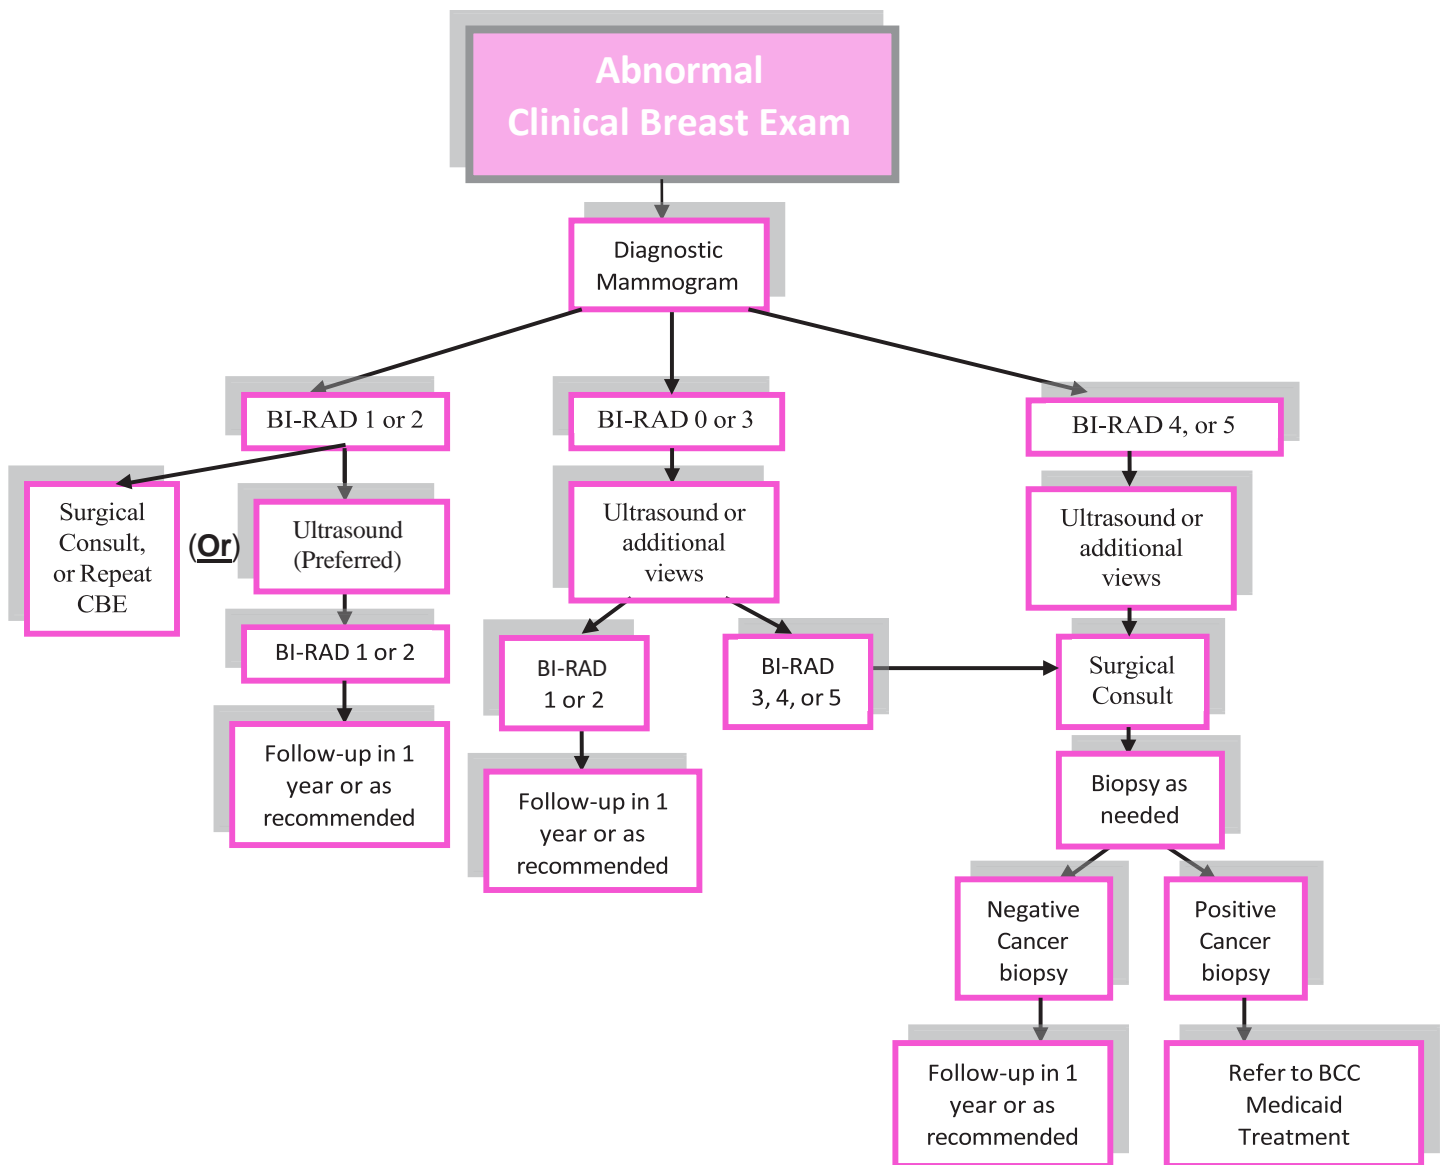 Abnormal
Clinical Breast Exam
Diagnostic
Mammogram
BI-RAD 1 or 2
BI-RAD 0 or 3
BI-RAD 4, or 5
Surgical
Consult,
or Repeat
CBE
(Or)
Ultrasound
(Preferred)
Ultrasound or
additional
views
Ultrasound or
additional
views
BI-RAD 1 or 2
BI-RAD
1 or 2
BI-RAD
3, 4, or 5
Surgical
Consult
Follow-up in 1
year or as
recommended
Follow-up in 1
year or as
recommended
Biopsy as
needed
Negative
Cancer
biopsy
Positive
Cancer
biopsy
Follow-up in 1
year or as
recommended
Refer to BCC
Medicaid
Treatment